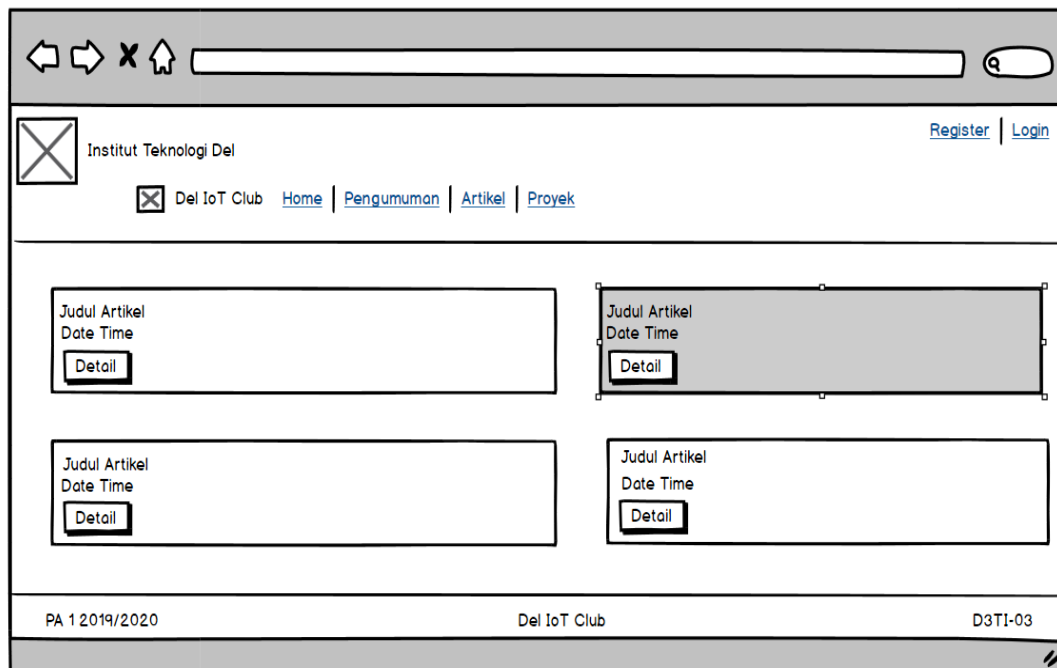 Register | Login
Institut Teknologi Del
Del IoT Club Home | Pengumuman | Artikel | Proyek
Judul Artikel
Date Time
Detail
Judul Artikel
Date Time
Detail
Judul Artikel
Date Time
Detail
Judul Artikel
Date Time
Detail
PA 1 2019/2020 Del IoT Club D3TI-03